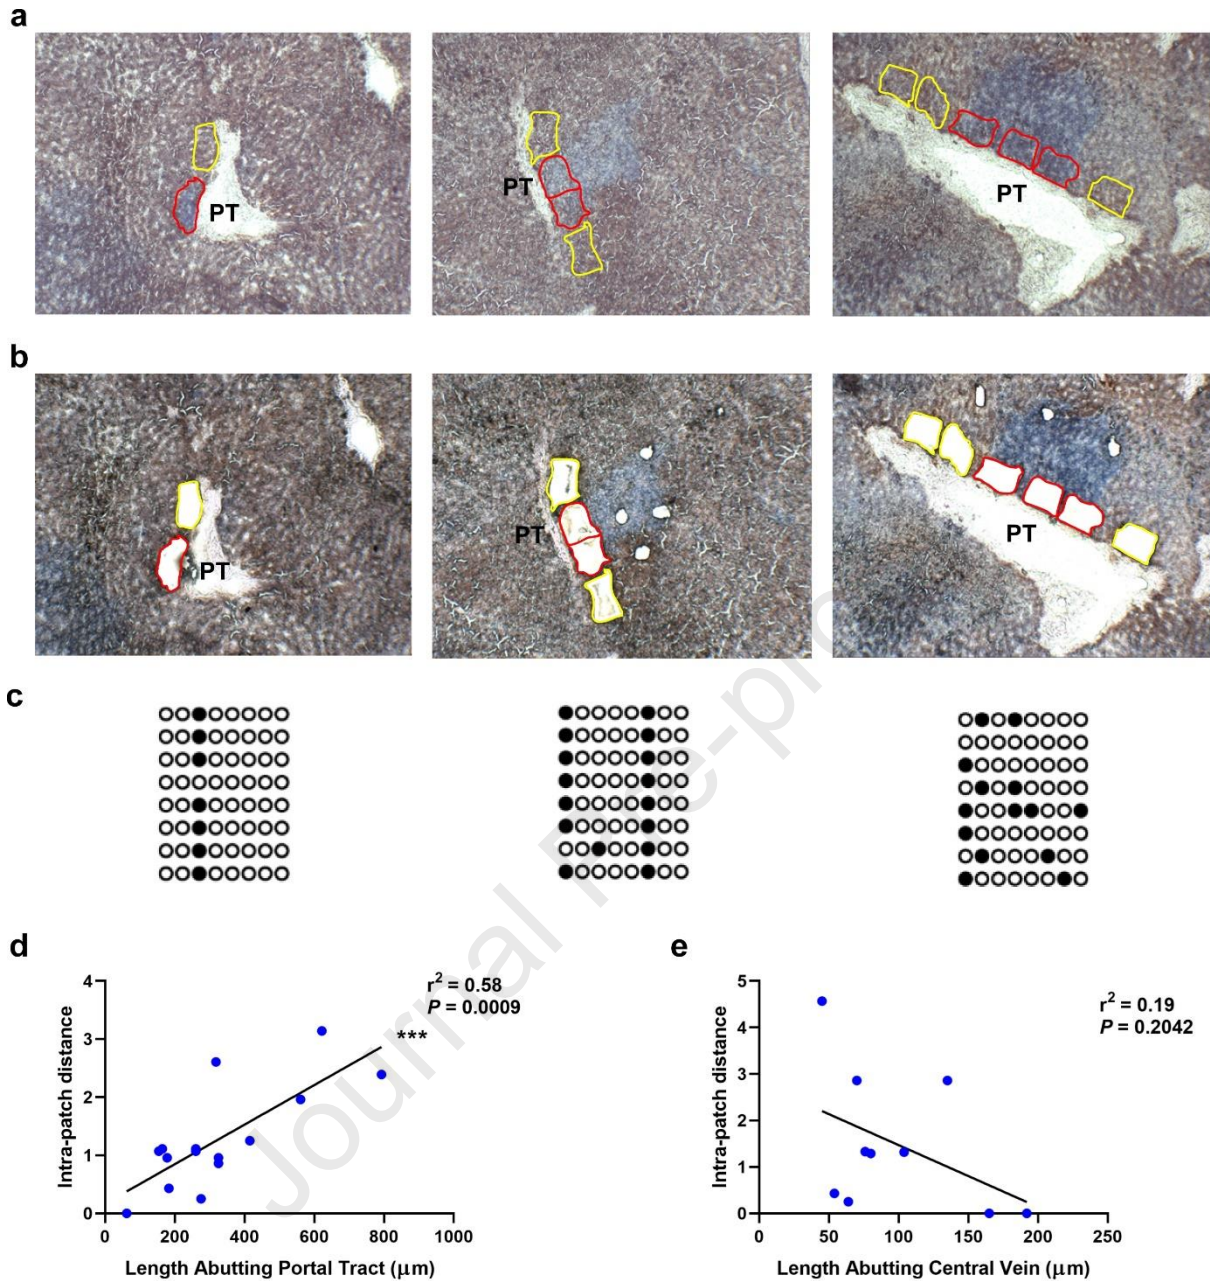 a
PT
PT
PT
b
PT
PT
PT
c
Journal Pre-pro
d
4
3
2
1
0
Intra-patch distance
r² = 0.58
P = 0.0009
***
0 200 400 600 800 1000
Length Abutting Portal Tract (μm)
e
5
4
3
2
1
0
Intra-patch distance
r² = 0.19
P = 0.2042
0 50 100 150 200 250
Length Abutting Central Vein (μm)